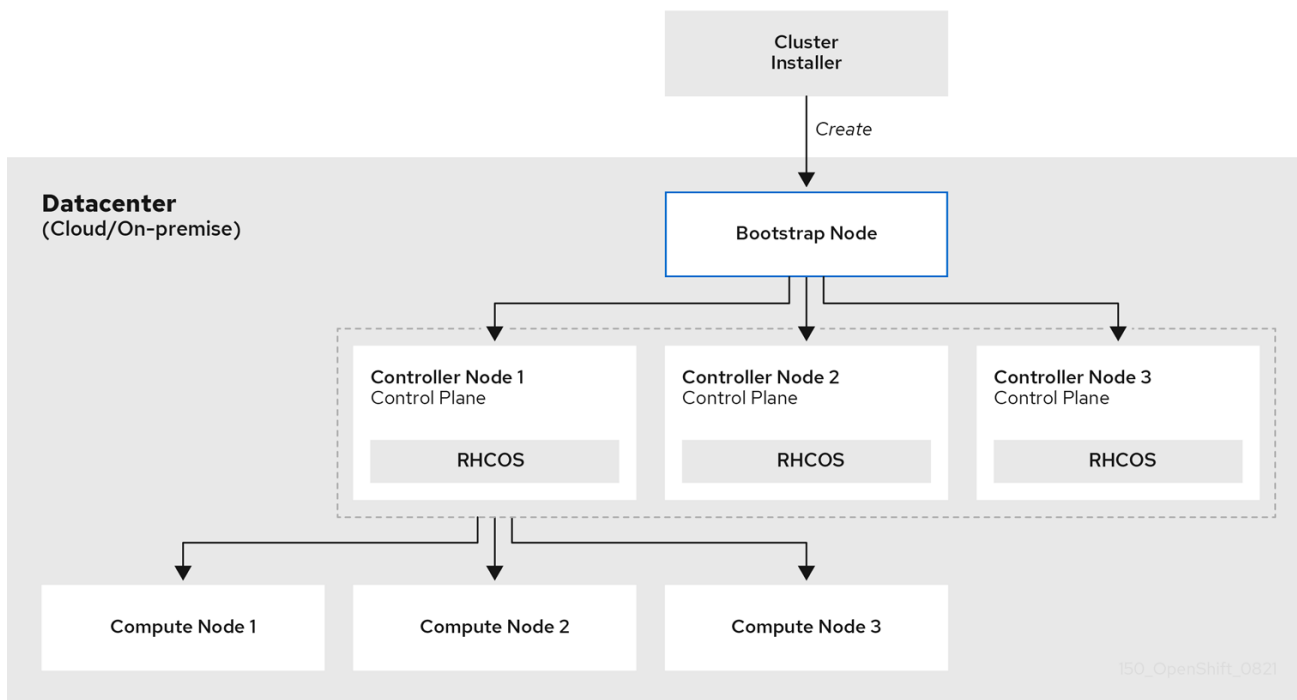 Cluster
Installer
Create
Datacenter
(Cloud/On-premise)
Bootstrap Node
Controller Node 1
Control Plane
RHCOS
Controller Node 2
Control Plane
RHCOS
Controller Node 3
Control Plane
RHCOS
Compute Node 1
Compute Node 2
Compute Node 3
150_OpenShift_0821